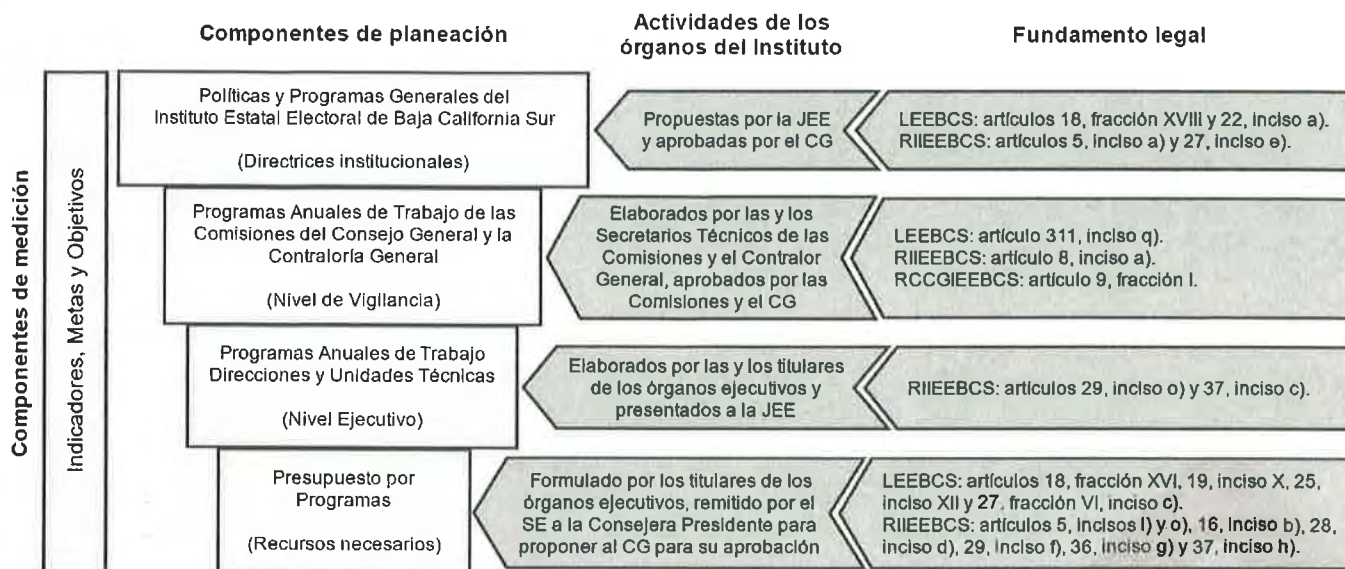 Componentes de planeación
Actividades de los
órganos del Instituto
Fundamento legal
Componentes de medición
Indicadores, Metas y Objetivos
Políticas y Programas Generales del
Instituto Estatal Electoral de Baja California Sur
(Directrices institucionales)
Propuestas por la JEE
y aprobadas por el CG
LEEBCS: artículos 18, fracción XVIII y 22, inciso a).
RIIEEBCS: artículos 5, inciso a) y 27, inciso e).
Programas Anuales de Trabajo de las
Comisiones del Consejo General y la
Contraloría General
(Nivel de Vigilancia)
Elaborados por las y los
Secretarios Técnicos de las
Comisiones y el Contralor
General, aprobados por las
Comisiones y el CG
LEEBCS: artículo 311, inciso q).
RIIEEBCS: artículo 8, inciso a).
RCCGIEEBCS: artículo 9, fracción I.
Programas Anuales de Trabajo
Direcciones y Unidades Técnicas
(Nivel Ejecutivo)
Elaborados por las y los titulares
de los órganos ejecutivos y
presentados a la JEE
RIIEEBCS: artículos 29, inciso o) y 37, inciso c).
Presupuesto por
Programas
(Recursos necesarios)
Formulado por los titulares de los
órganos ejecutivos, remitido por el
SE a la Consejera Presidente para
proponer al CG para su aprobación
LEEBCS: artículos 18, fracción XVI, 19, inciso X, 25,
inciso XII y 27, fracción VI, inciso c).
RIIEEBCS: artículos 5, incisos l) y o), 16, inciso b), 28,
inciso d), 29, inciso f), 36, inciso g) y 37, inciso h).